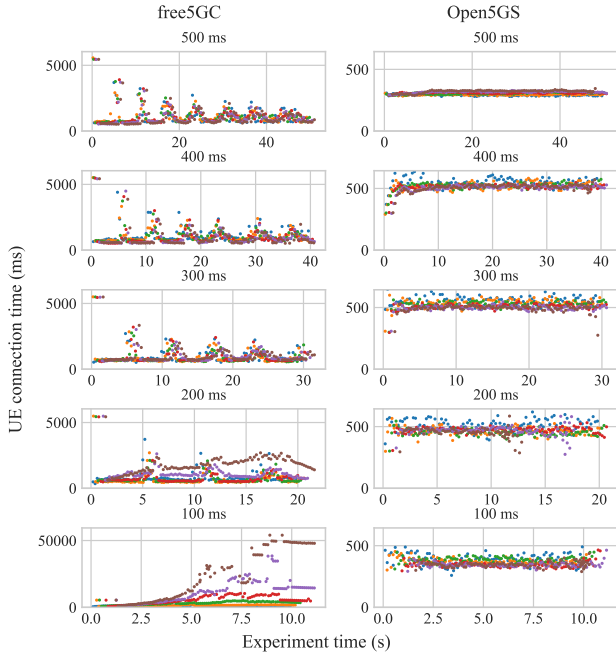 free5GC Open5GS
500 ms 500 ms
5000 500
0 0
0 20 40 0 20 40
400 ms 400 ms
5000 500
0 0
0 10 20 30 40 0 10 20 30 40
300 ms 300 ms
5000 500
0 0
0 10 20 30 0 10 20 30
200 ms 200 ms
5000 500
0 0
0 5 10 15 20 0 5 10 15 20
100 ms 100 ms
50000 500
0 0
0.0 2.5 5.0 7.5 10.0 0.0 2.5 5.0 7.5 10.0
UE connection time (ms)
Experiment time (s)